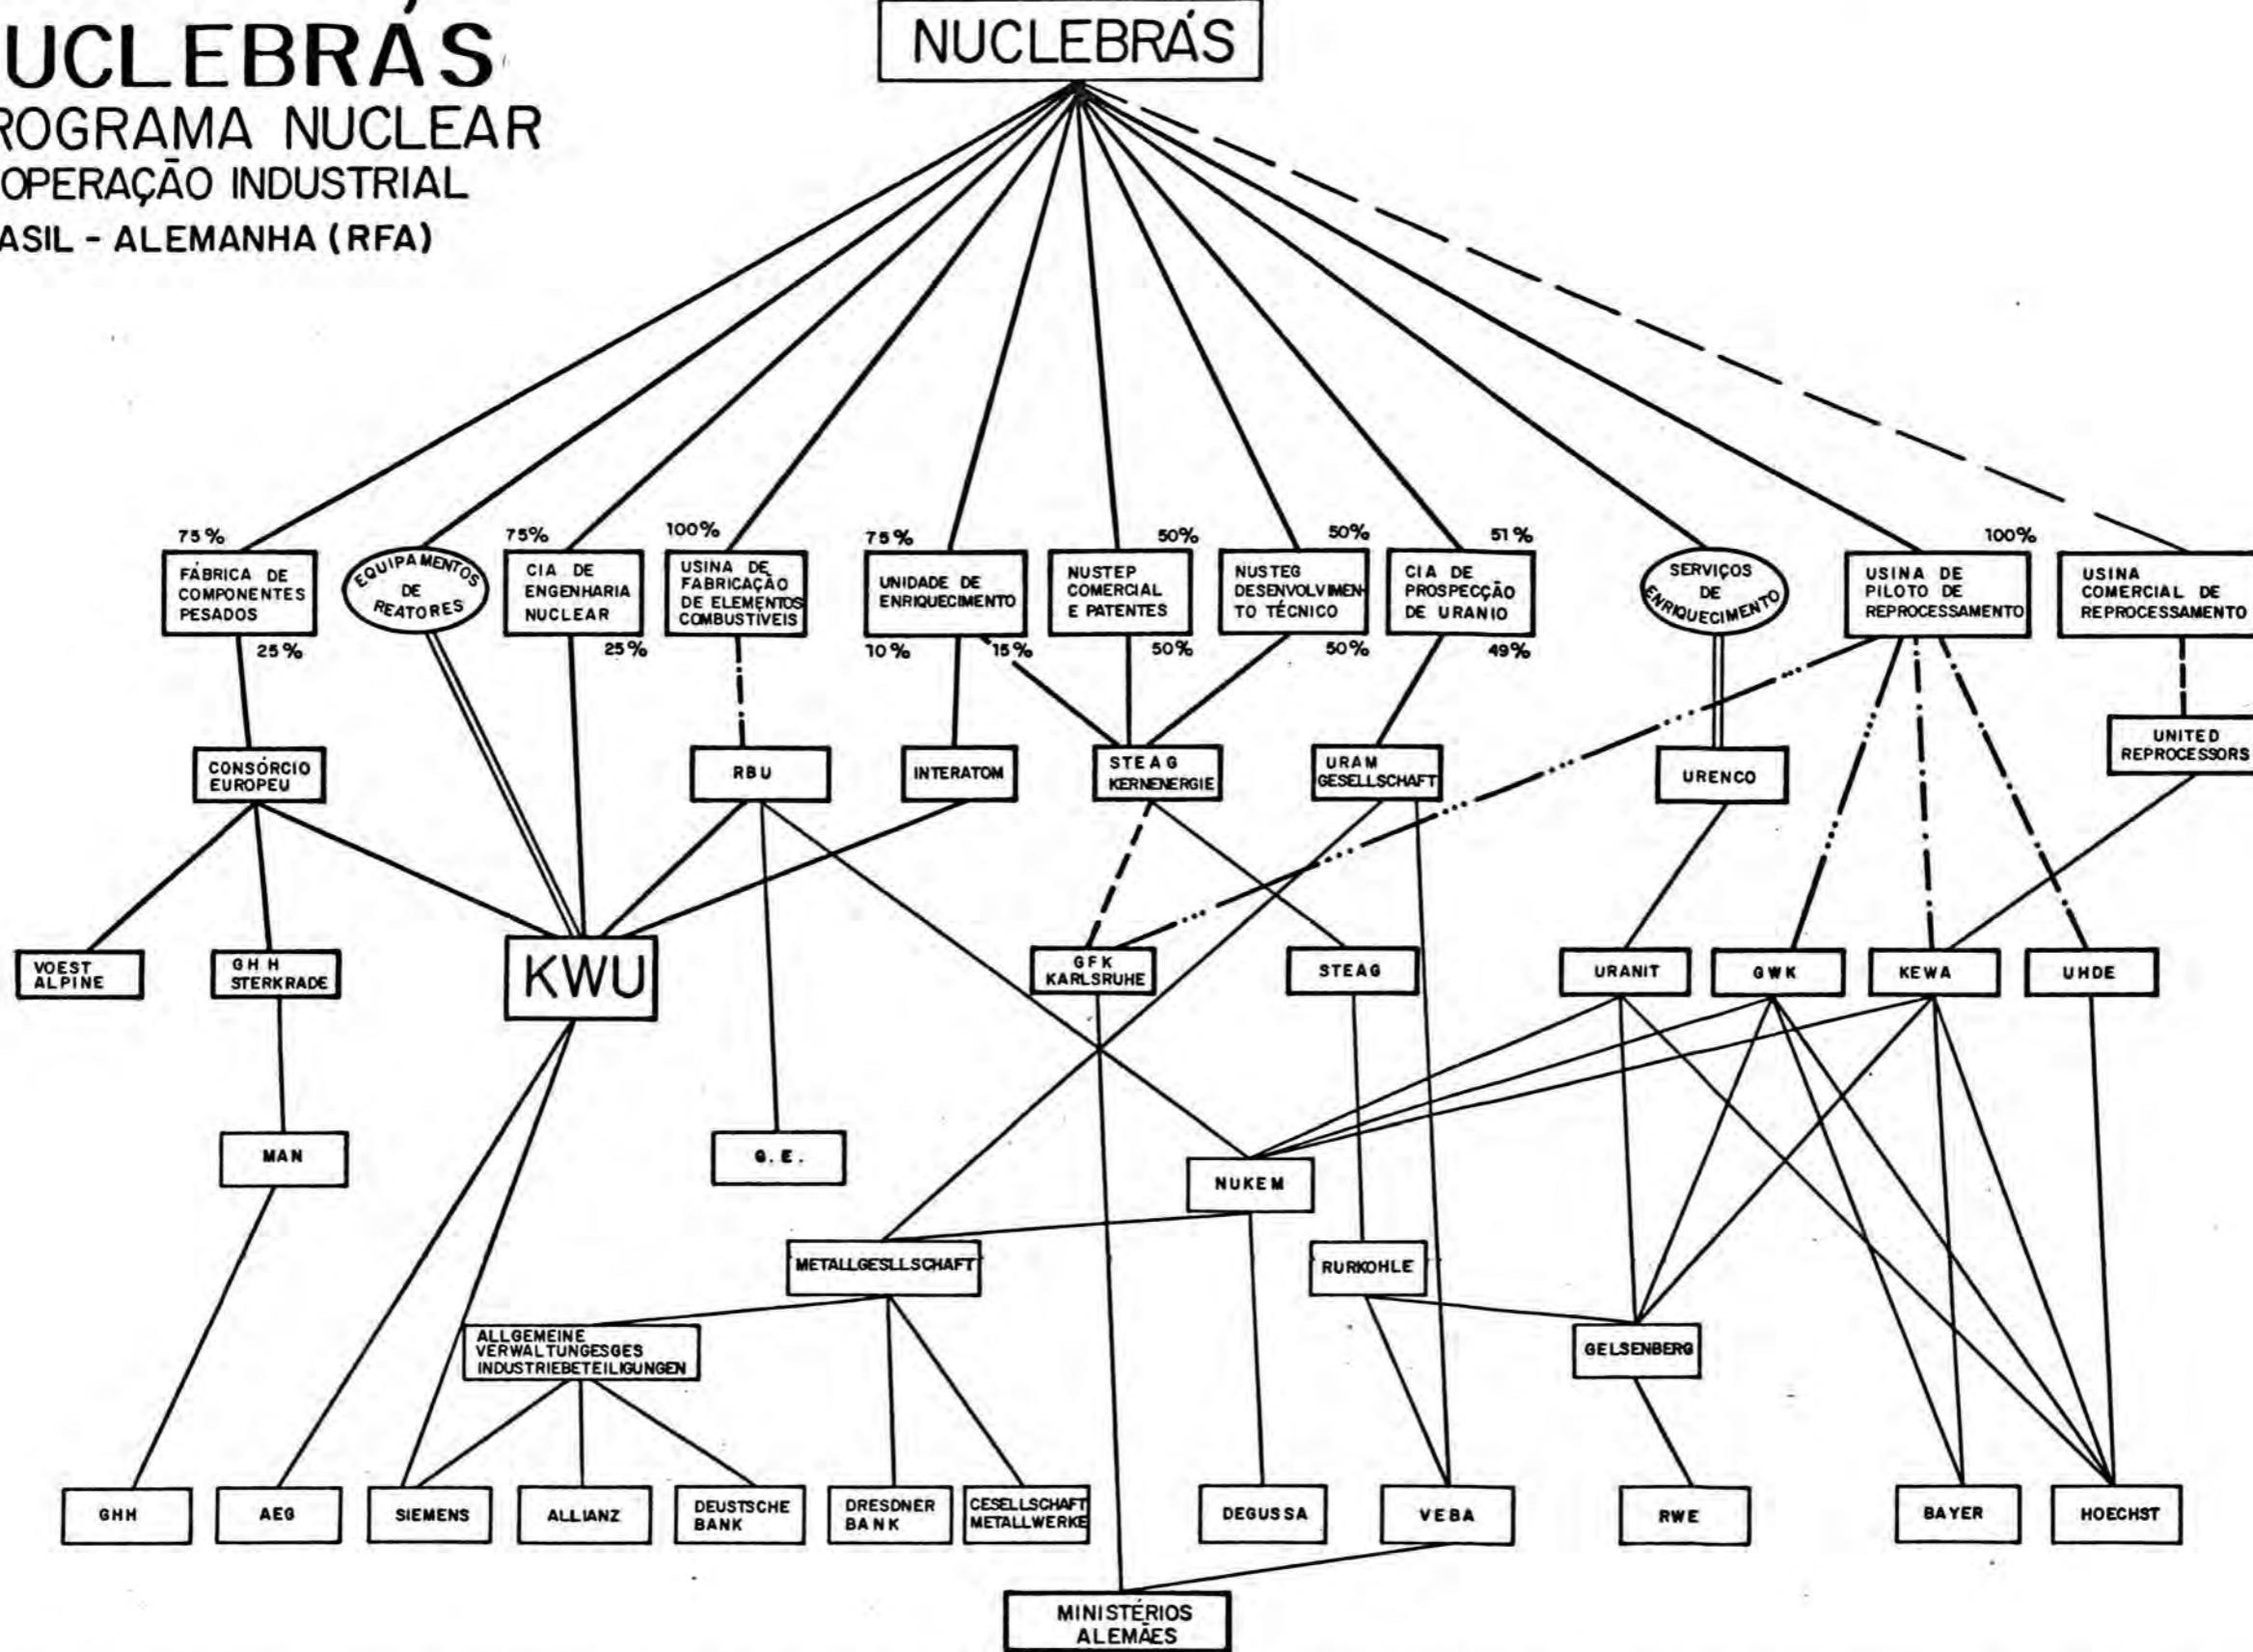 UCLEBRÁS
ROGRAMA NUCLEAR
OPERAÇÃO INDUSTRIAL
ASIL - ALEMANHA (RFA)
NUCLEBRÁS
75%
75%
100%
75%
50%
50%
51%
100%
FÁBRICA DE
COMPONENTES
PESADOS
EQUIPAMENTOS
DE
REATORES
CIA DE
ENGENHARIA
NUCLEAR
USINA DE
FABRICAÇÃO
DE ELEMENTOS
COMBUSTÍVEIS
UNIDADE DE
ENRIQUECIMENTO
NUSTEP
COMERCIAL
E PATENTES
NUSTEG
DESENVOLVIMEN-
TO TÉCNICO
CIA DE
PROSPECÇÃO
DE URANIO
SERVIÇOS
DE
ENRIQUECIMENTO
USINA DE
PILOTO DE
REPROCESSAMENTO
USINA
COMERCIAL DE
REPROCESSAMENTO
25%
25%
10%
15%
50%
50%
49%
CONSÓRCIO
EUROPEU
RBU
INTERATOM
STEAG
KERNENERGIE
URAM
GESELLSCHAFT
URENCO
UNITED
REPROCESSORS
VOEST
ALPINE
GHH
STERKRADE
KWU
GFK
KARLSRUHE
STEAG
URANIT
GWK
KEWA
UHDE
MAN
G.E.
NUKEM
METALLGESLLSCHAFT
RURKOHLE
ALLGEMEINE
VERWALTUNGESGES
INDUSTRIEBETEILIGUNGEN
GELSENBERG
GHH
AEG
SIEMENS
ALLIANZ
DEUSTSCHE
BANK
DRESDNER
BANK
CESELLSCHAFT
METALLWERKE
DEGUSSA
VEBA
RWE
BAYER
HOECHST
MINISTÉRIOS
ALEMÃES